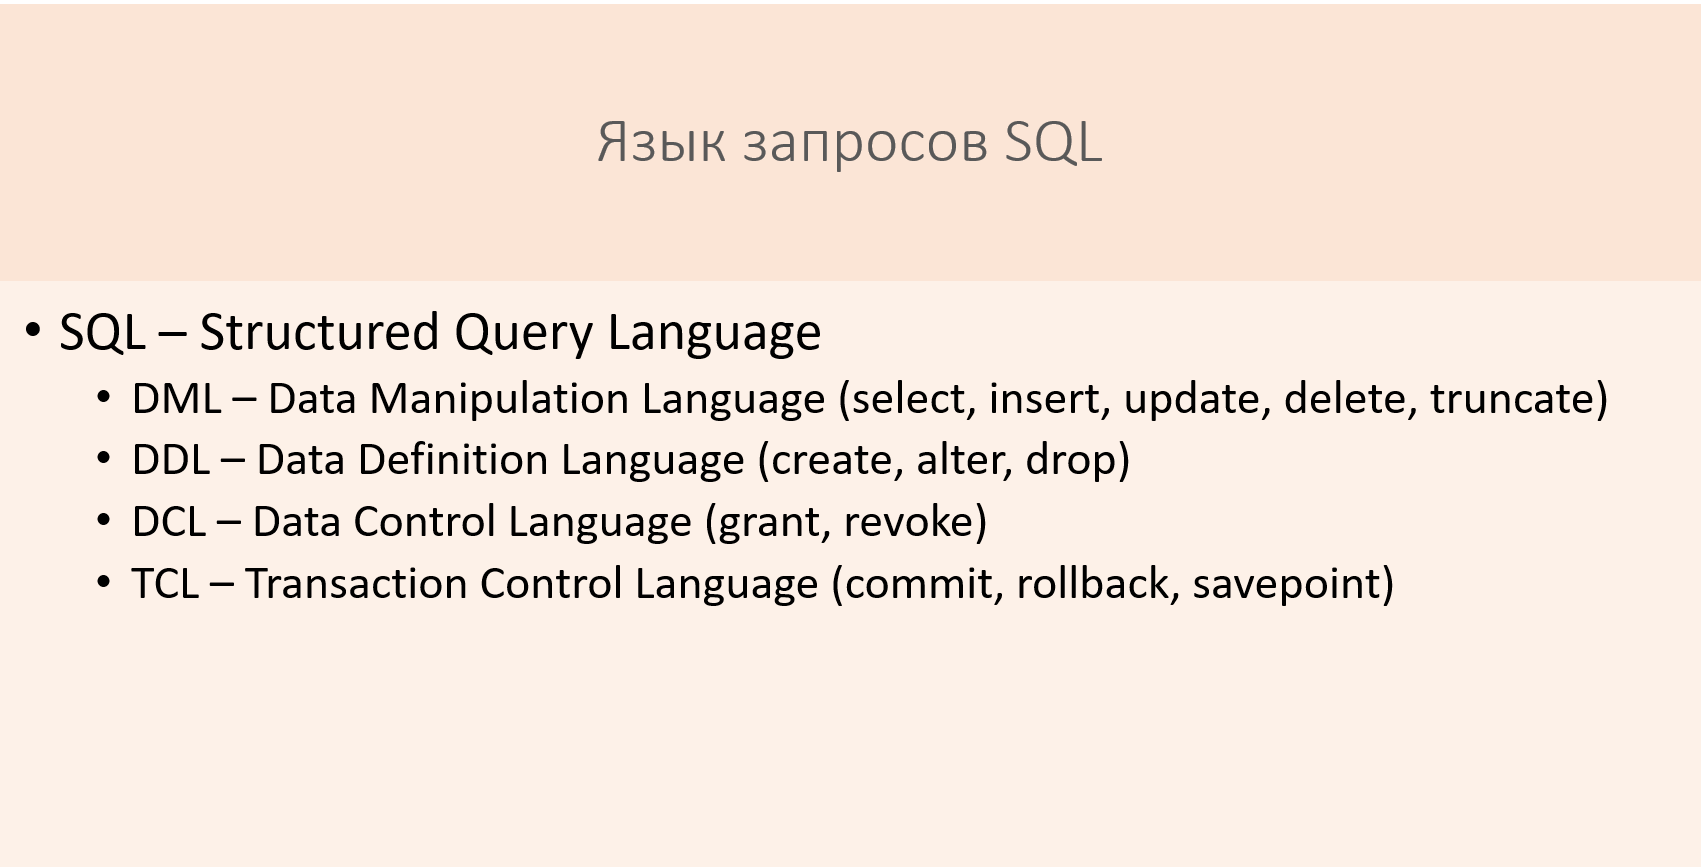 Язык запросов SQL
• SQL – Structured Query Language
• DML – Data Manipulation Language (select, insert, update, delete, truncate)
• DDL – Data Definition Language (create, alter, drop)
• DCL – Data Control Language (grant, revoke)
• TCL – Transaction Control Language (commit, rollback, savepoint)